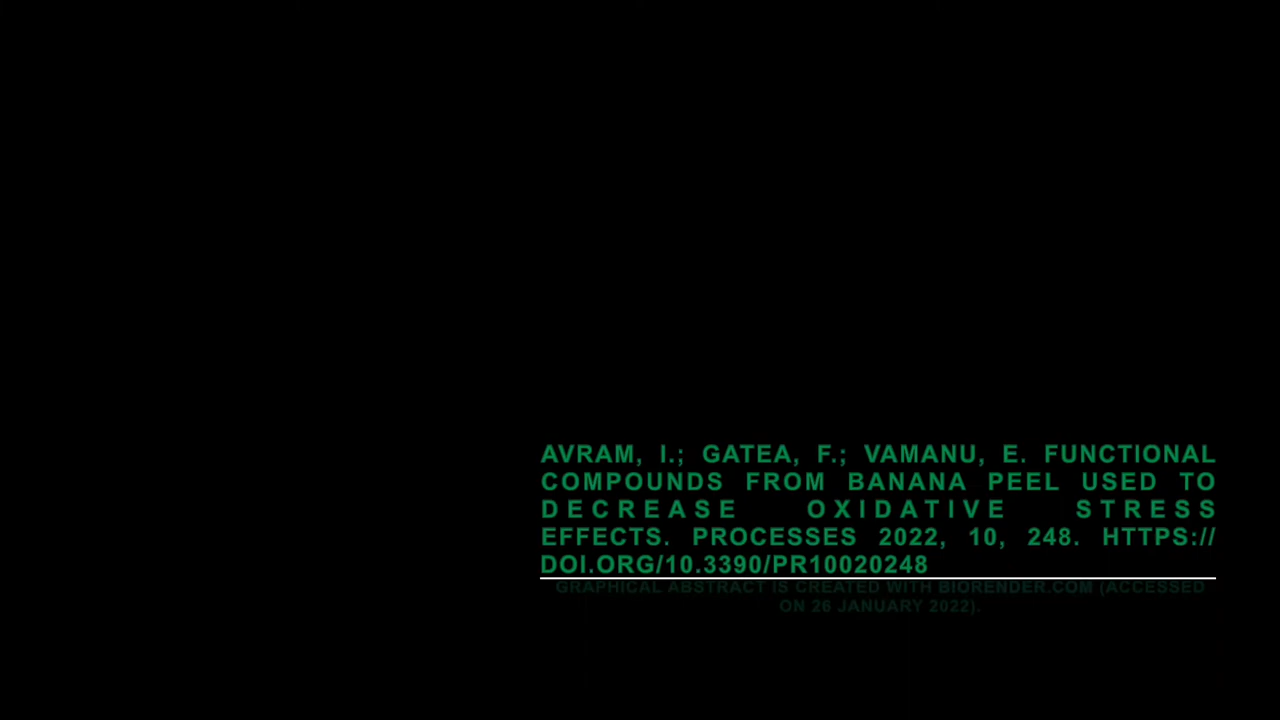 AVRAM, I.; GATEA, F.; VAMANU, E. FUNCTIONAL
COMPOUNDS FROM BANANA PEEL USED TO
DECREASE OXIDATIVE STRESS
EFFECTS. PROCESSES 2022, 10, 248. HTTPS://
DOI.ORG/10.3390/PR10020248
GRAPHICAL ABSTRACT IS CREATED WITH BIORENDER.COM (ACCESSED
ON 26 JANUARY 2022).